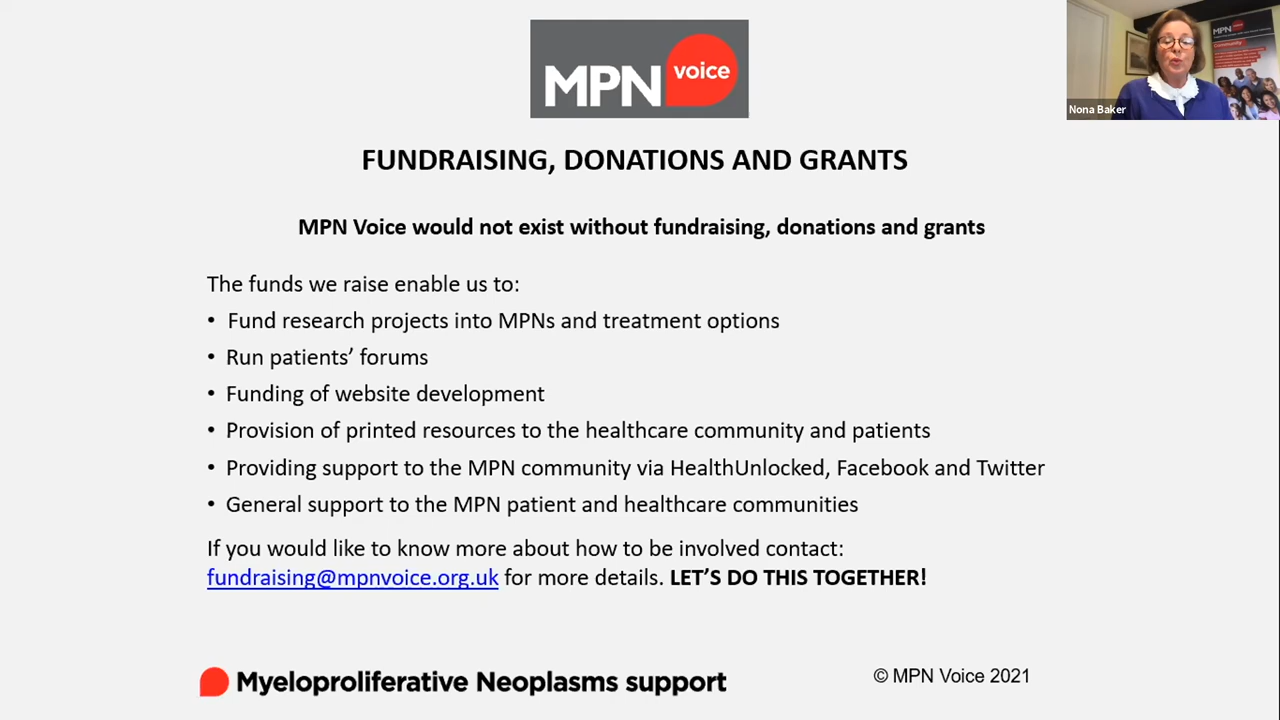 MPN voice
Nona Baker
MPN voice
Community
FUNDRAISING, DONATIONS AND GRANTS
MPN Voice would not exist without fundraising, donations and grants
The funds we raise enable us to:
• Fund research projects into MPNs and treatment options
• Run patients’ forums
• Funding of website development
• Provision of printed resources to the healthcare community and patients
• Providing support to the MPN community via HealthUnlocked, Facebook and Twitter
• General support to the MPN patient and healthcare communities
If you would like to know more about how to be involved contact:
fundraising@mpnvoice.org.uk for more details. LET’S DO THIS TOGETHER!
Myeloproliferative Neoplasms support
© MPN Voice 2021